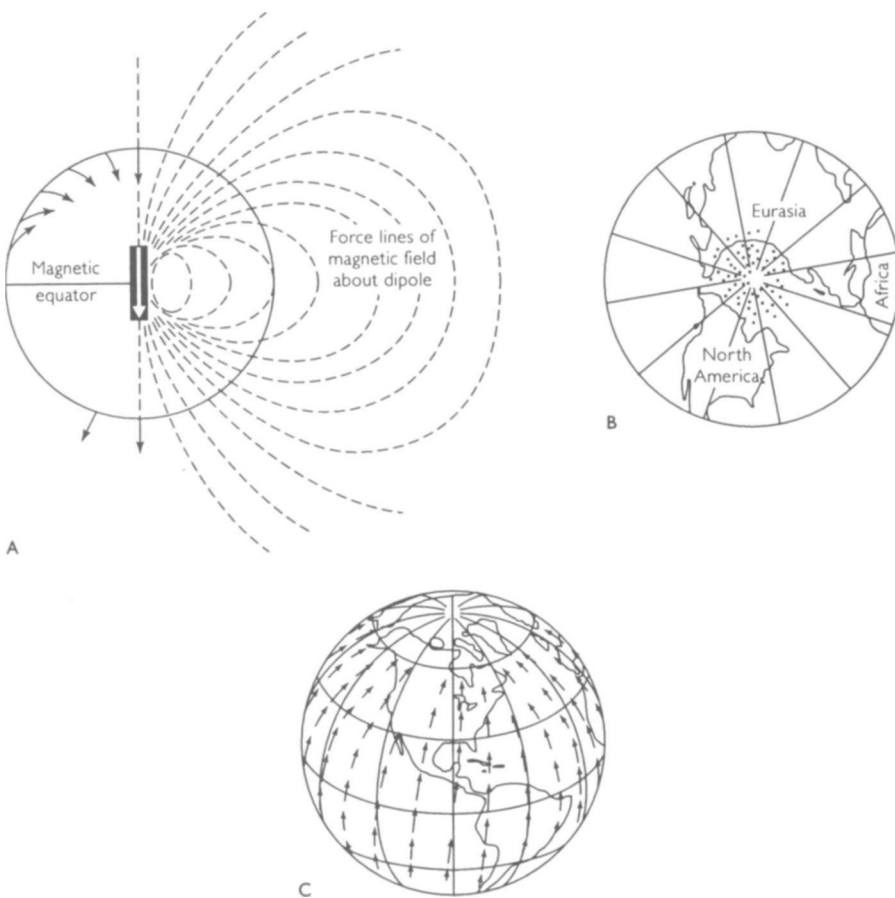 Magnetic
equator
Force lines of
magnetic field
about dipole
A
Eurasia
Africa
North
America
B
C